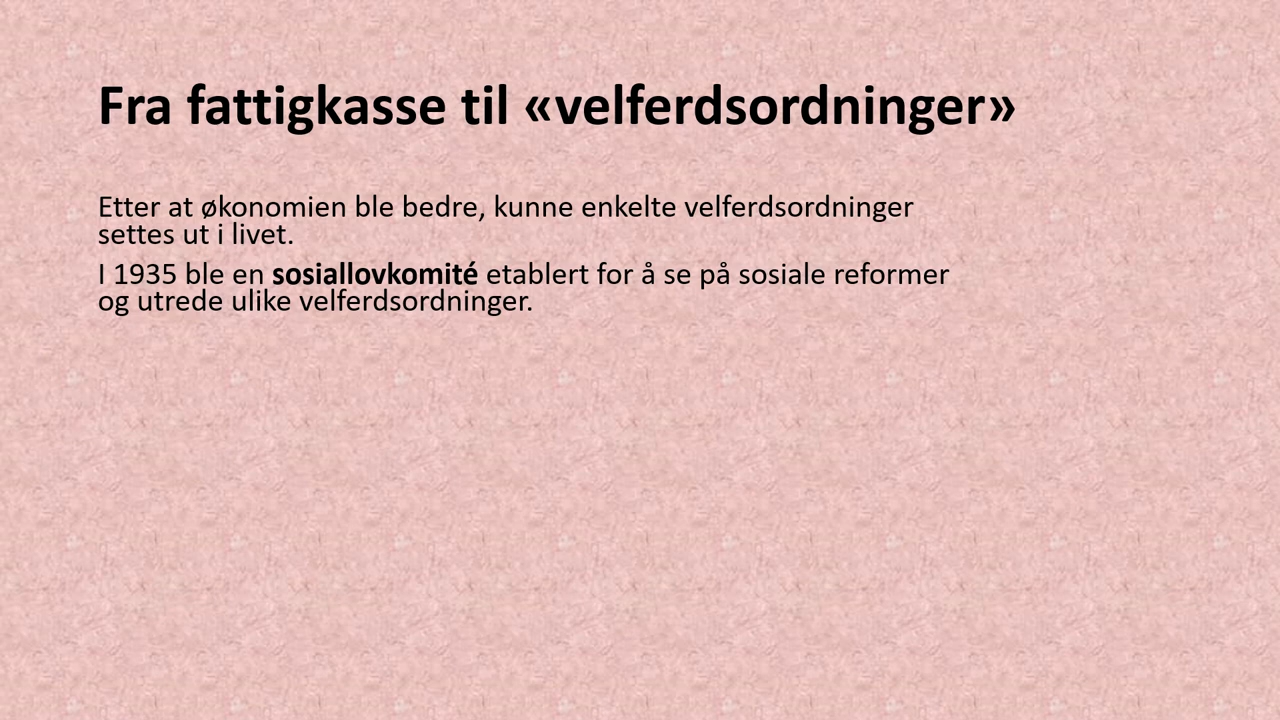 Fra fattigkasse til «velferdsordninger»
Etter at økonomien ble bedre, kunne enkelte velferdsordninger
settes ut i livet.
I 1935 ble en sosiallovkomité etablert for å se på sosiale reformer
og utrede ulike velferdsordninger.